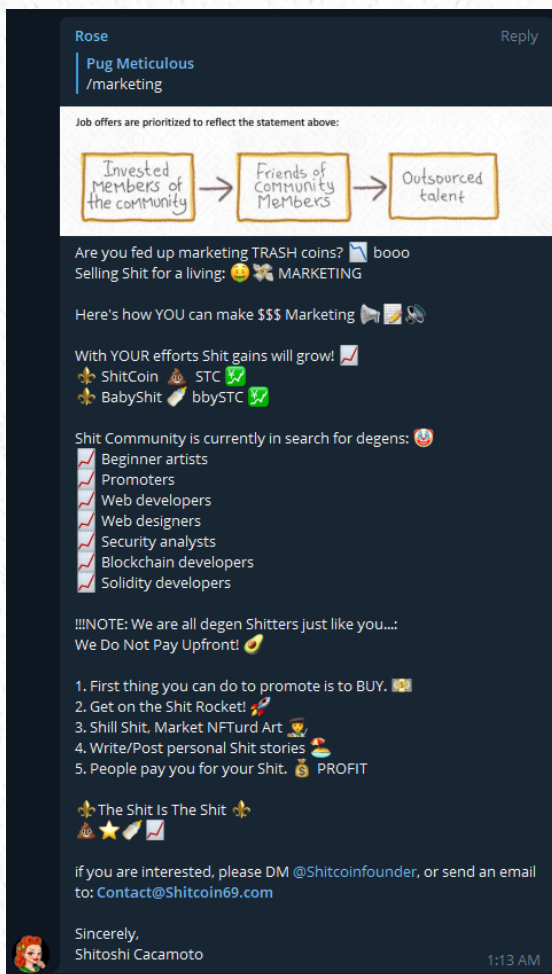 Rose
Reply
Pug Meticulous
/marketing
Job offers are prioritized to reflect the statement above:
Invested
Members of
the community
Friends of
Community
Members
Outsourced
talent
Are you fed up marketing TRASH coins? 📉 booo
Selling Shit for a living: 🤑 💸 MARKETING
Here's how YOU can make $$$ Marketing 📢 📝 🔊
With YOUR efforts Shit gains will grow! 📈
⚜️ ShitCoin 💩 STC 💹
⚜️ BabyShit 🍼 bbySTC 💹
Shit Community is currently in search for degens: 🤡
📈 Beginner artists
📈 Promoters
📈 Web developers
📈 Web designers
📈 Security analysts
📈 Blockchain developers
📈 Solidity developers
!!!NOTE: We are all degen Shitters just like you...:
We Do Not Pay Upfront! 🥑
1. First thing you can do to promote is to BUY. 💴
2. Get on the Shit Rocket! 🚀
3. Shill Shit, Market NFTurd Art 👨‍🎨
4. Write/Post personal Shit stories 🏖️
5. People pay you for your Shit. 💰 PROFIT
⚜️ The Shit Is The Shit ⚜️
💩 ⭐ 🍼 📈
if you are interested, please DM @Shitcoinfounder, or send an email
to: Contact@Shitcoin69.com
Sincerely,
Shitoshi Cacamoto
1:13 AM